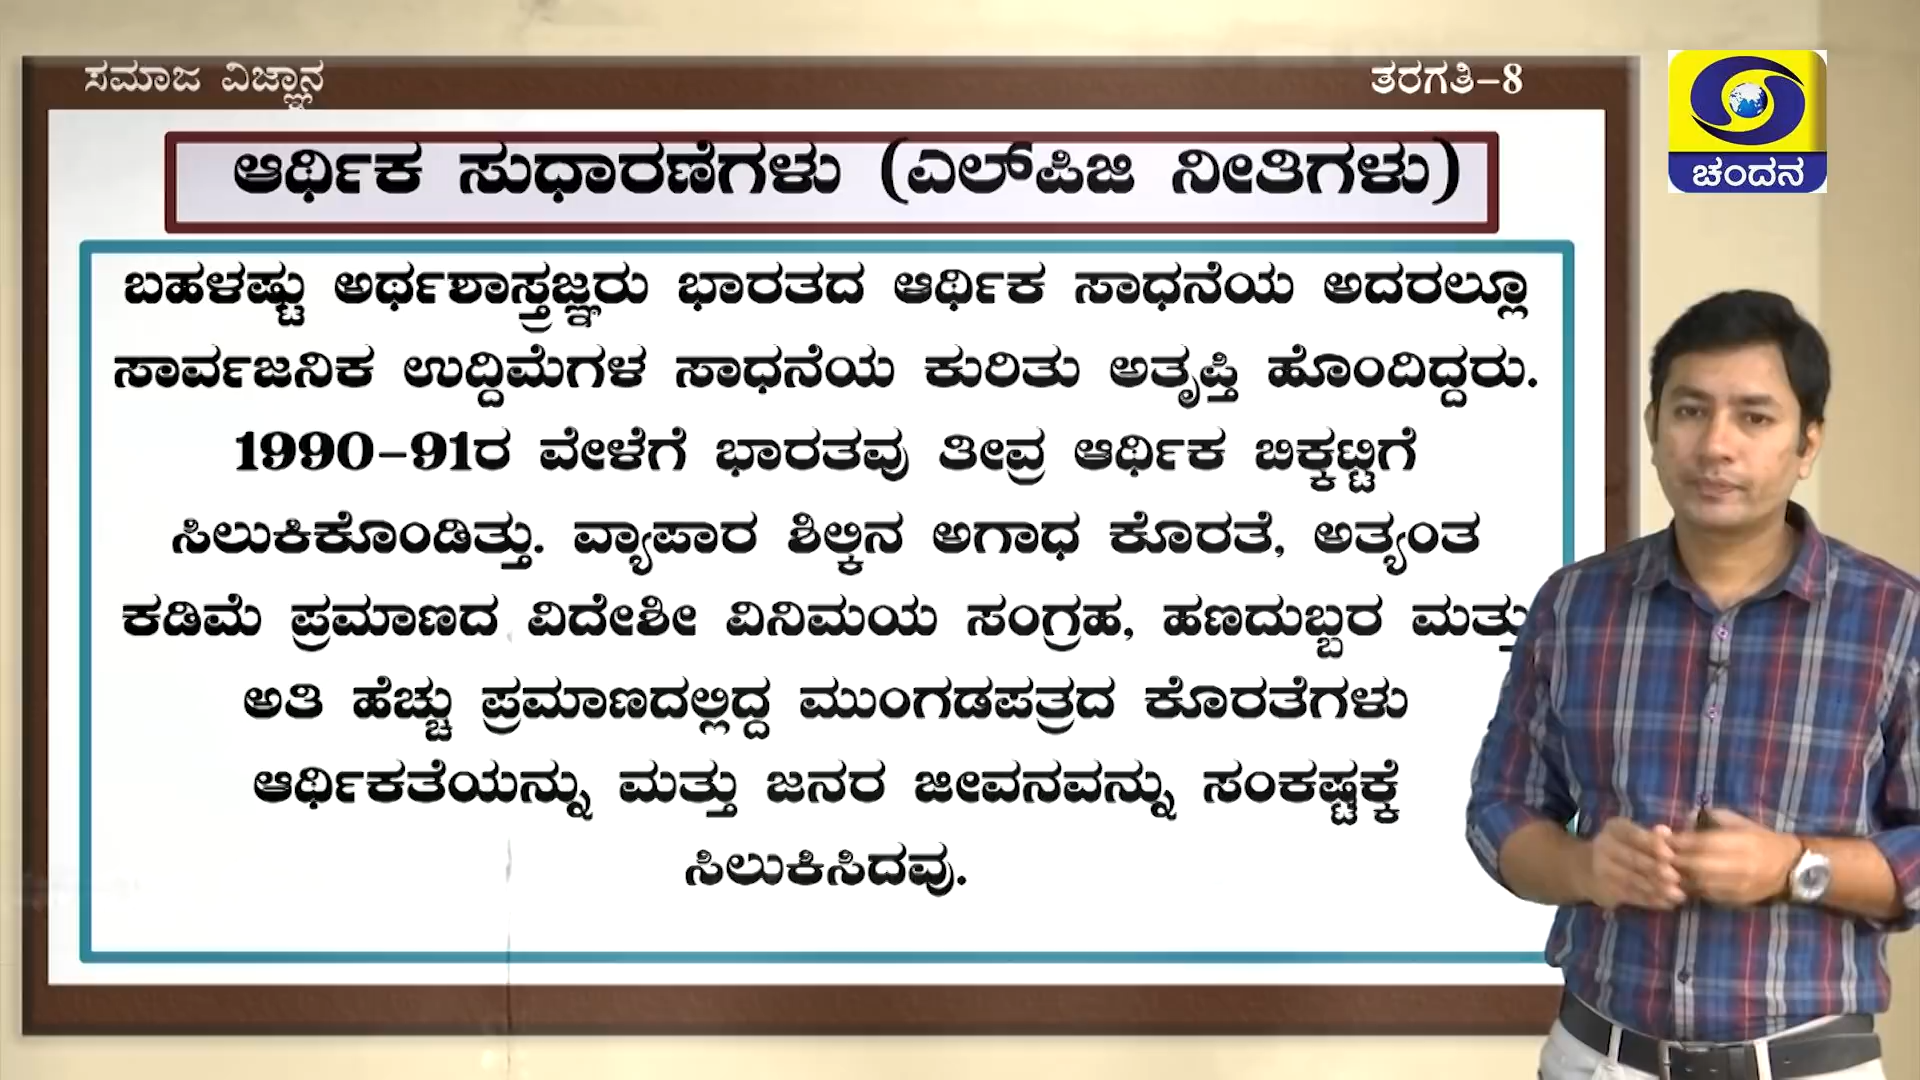 ಸಮಾಜ ವಿಜ್ಞಾನ
ತರಗತಿ-8
ಚಂದನ
ಆರ್ಥಿಕ ಸುಧಾರಣೆಗಳು (ಎಲ್‌ಪಿಜಿ ನೀತಿಗಳು)
ಬಹಳಷ್ಟು ಅರ್ಥಶಾಸ್ತ್ರಜ್ಞರು ಭಾರತದ ಆರ್ಥಿಕ ಸಾಧನೆಯ ಅದರಲ್ಲೂ
ಸಾರ್ವಜನಿಕ ಉದ್ದಿಮೆಗಳ ಸಾಧನೆಯ ಕುರಿತು ಅತೃಪ್ತಿ ಹೊಂದಿದ್ದರು.
1990-91ರ ವೇಳೆಗೆ ಭಾರತವು ತೀವ್ರ ಆರ್ಥಿಕ ಬಿಕ್ಕಟ್ಟಿಗೆ
ಸಿಲುಕಿಕೊಂಡಿತ್ತು. ವ್ಯಾಪಾರ ಶಿಲ್ಕಿನ ಅಗಾಧ ಕೊರತೆ, ಅತ್ಯಂತ
ಕಡಿಮೆ ಪ್ರಮಾಣದ ವಿದೇಶೀ ವಿನಿಮಯ ಸಂಗ್ರಹ, ಹಣದುಬ್ಬರ ಮತ್ತು
ಅತಿ ಹೆಚ್ಚು ಪ್ರಮಾಣದಲ್ಲಿದ್ದ ಮುಂಗಡಪತ್ರದ ಕೊರತೆಗಳು
ಆರ್ಥಿಕತೆಯನ್ನು ಮತ್ತು ಜನರ ಜೀವನವನ್ನು ಸಂಕಷ್ಟಕ್ಕೆ
ಸಿಲುಕಿಸಿದವು.